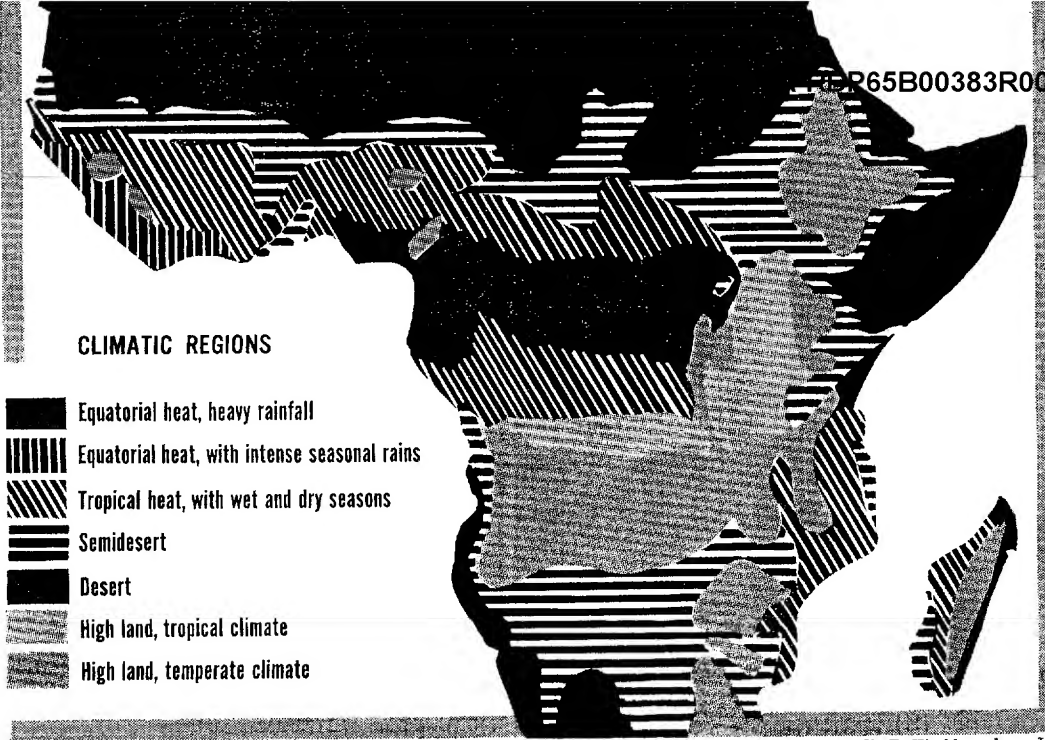 RDP65B00383R00
CLIMATIC REGIONS
Equatorial heat, heavy rainfall
Equatorial heat, with intense seasonal rains
Tropical heat, with wet and dry seasons
Semidesert
Desert
High land, tropical climate
High land, temperate climate